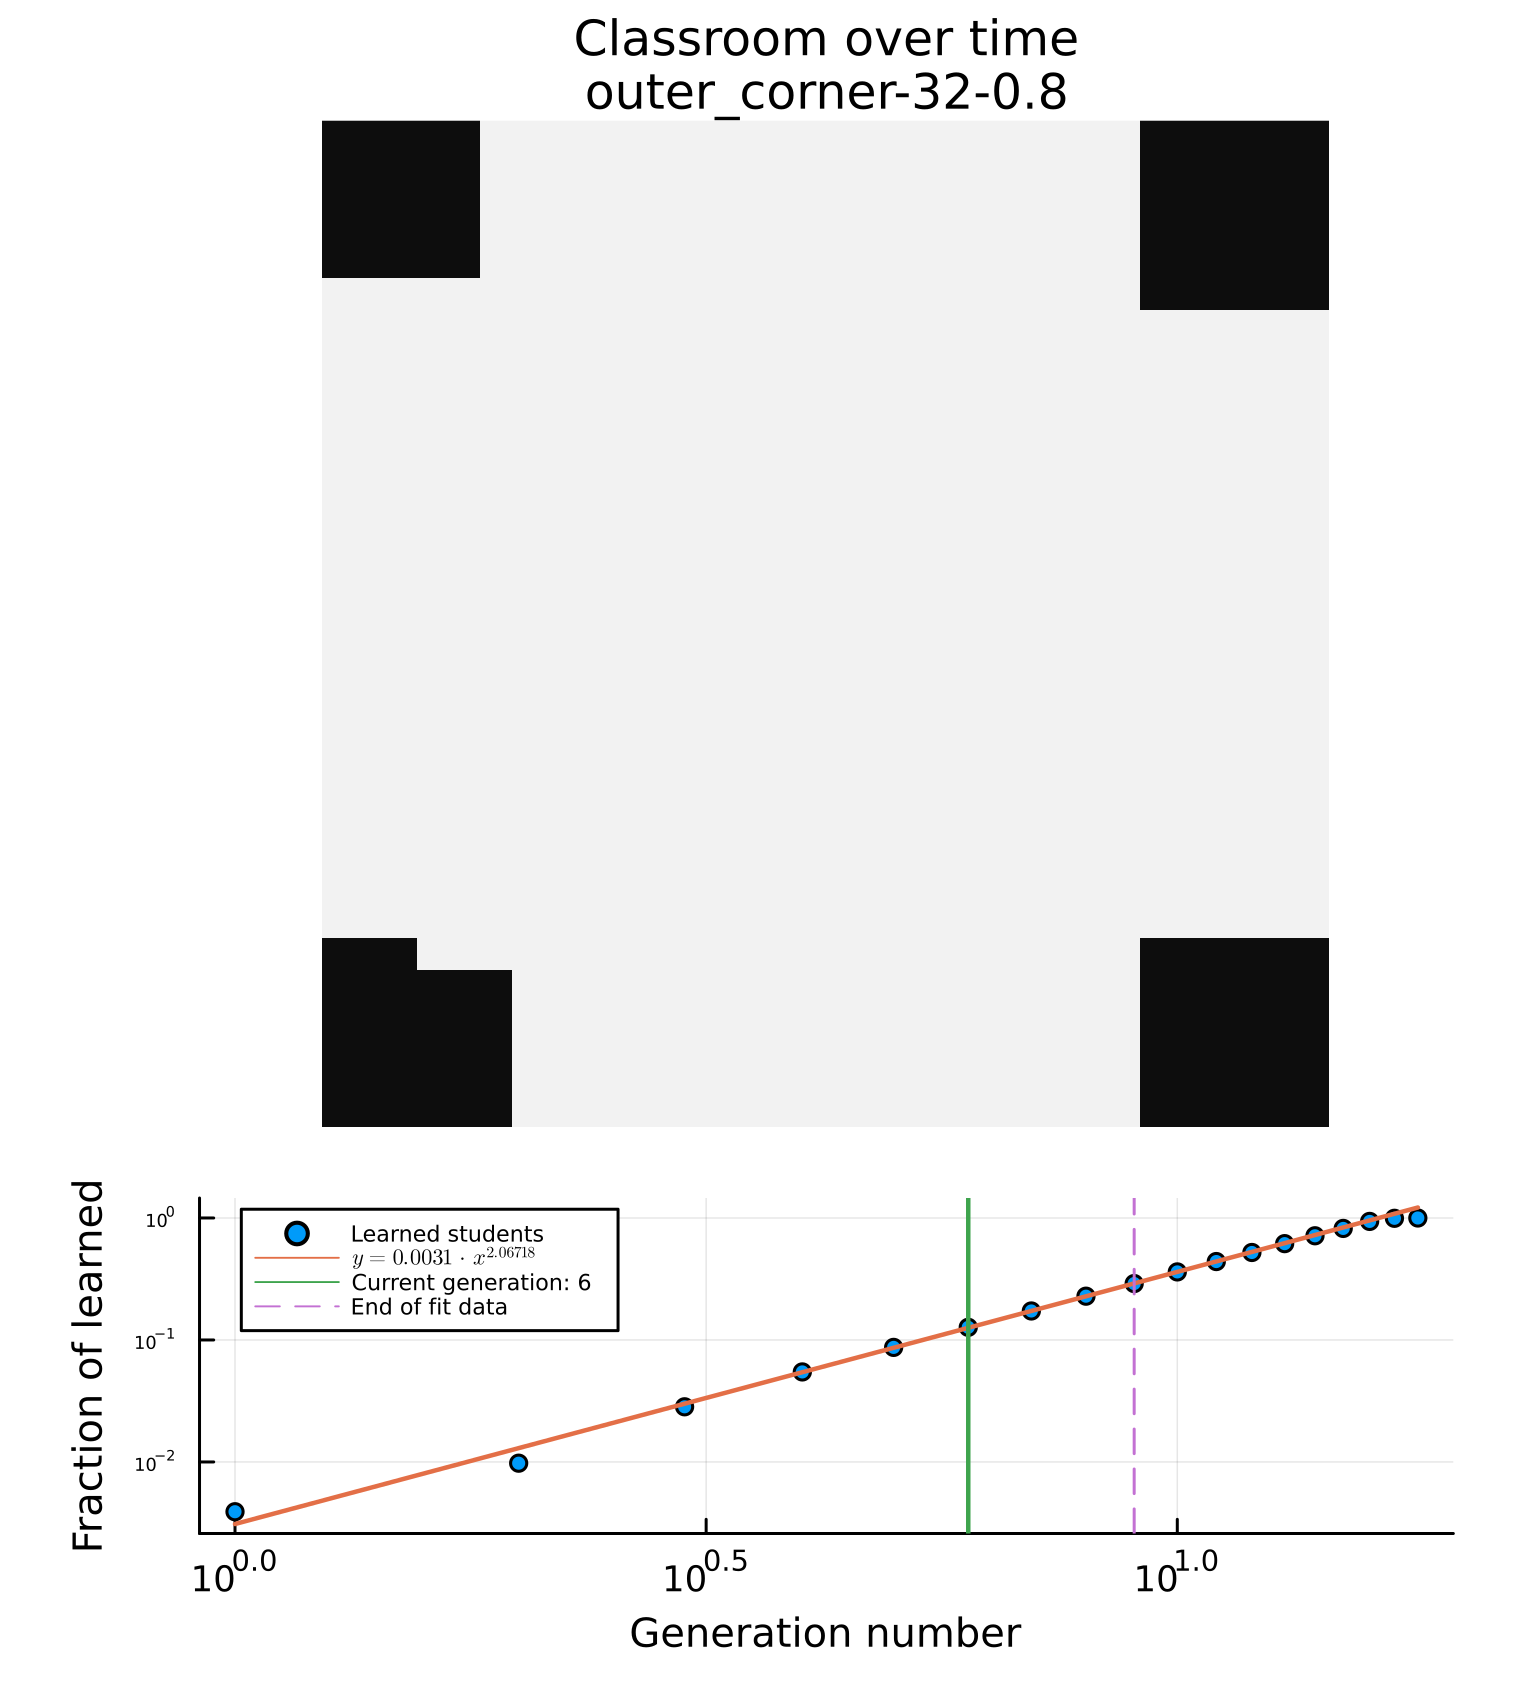 Classroom over time
outer_corner-32-0.8
Fraction of learned
10⁰
10⁻¹
10⁻²
Learned students
y = 0.0031 · x^2.06718
Current generation: 6
End of fit data
10^0.0
10^0.5
10^1.0
Generation number